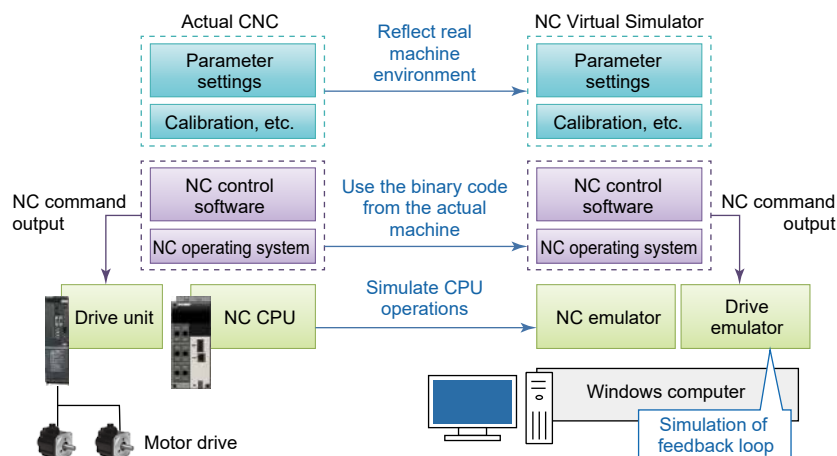 Actual CNC
NC Virtual Simulator
Parameter
settings
Calibration, etc.
Reflect real
machine
environment
Parameter
settings
Calibration, etc.
NC command
output
NC control
software
NC operating system
Use the binary code
from the actual
machine
NC control
software
NC operating system
NC command
output
Drive unit
NC CPU
Simulate CPU
operations
NC emulator
Drive
emulator
Motor drive
Windows computer
Simulation of
feedback loop